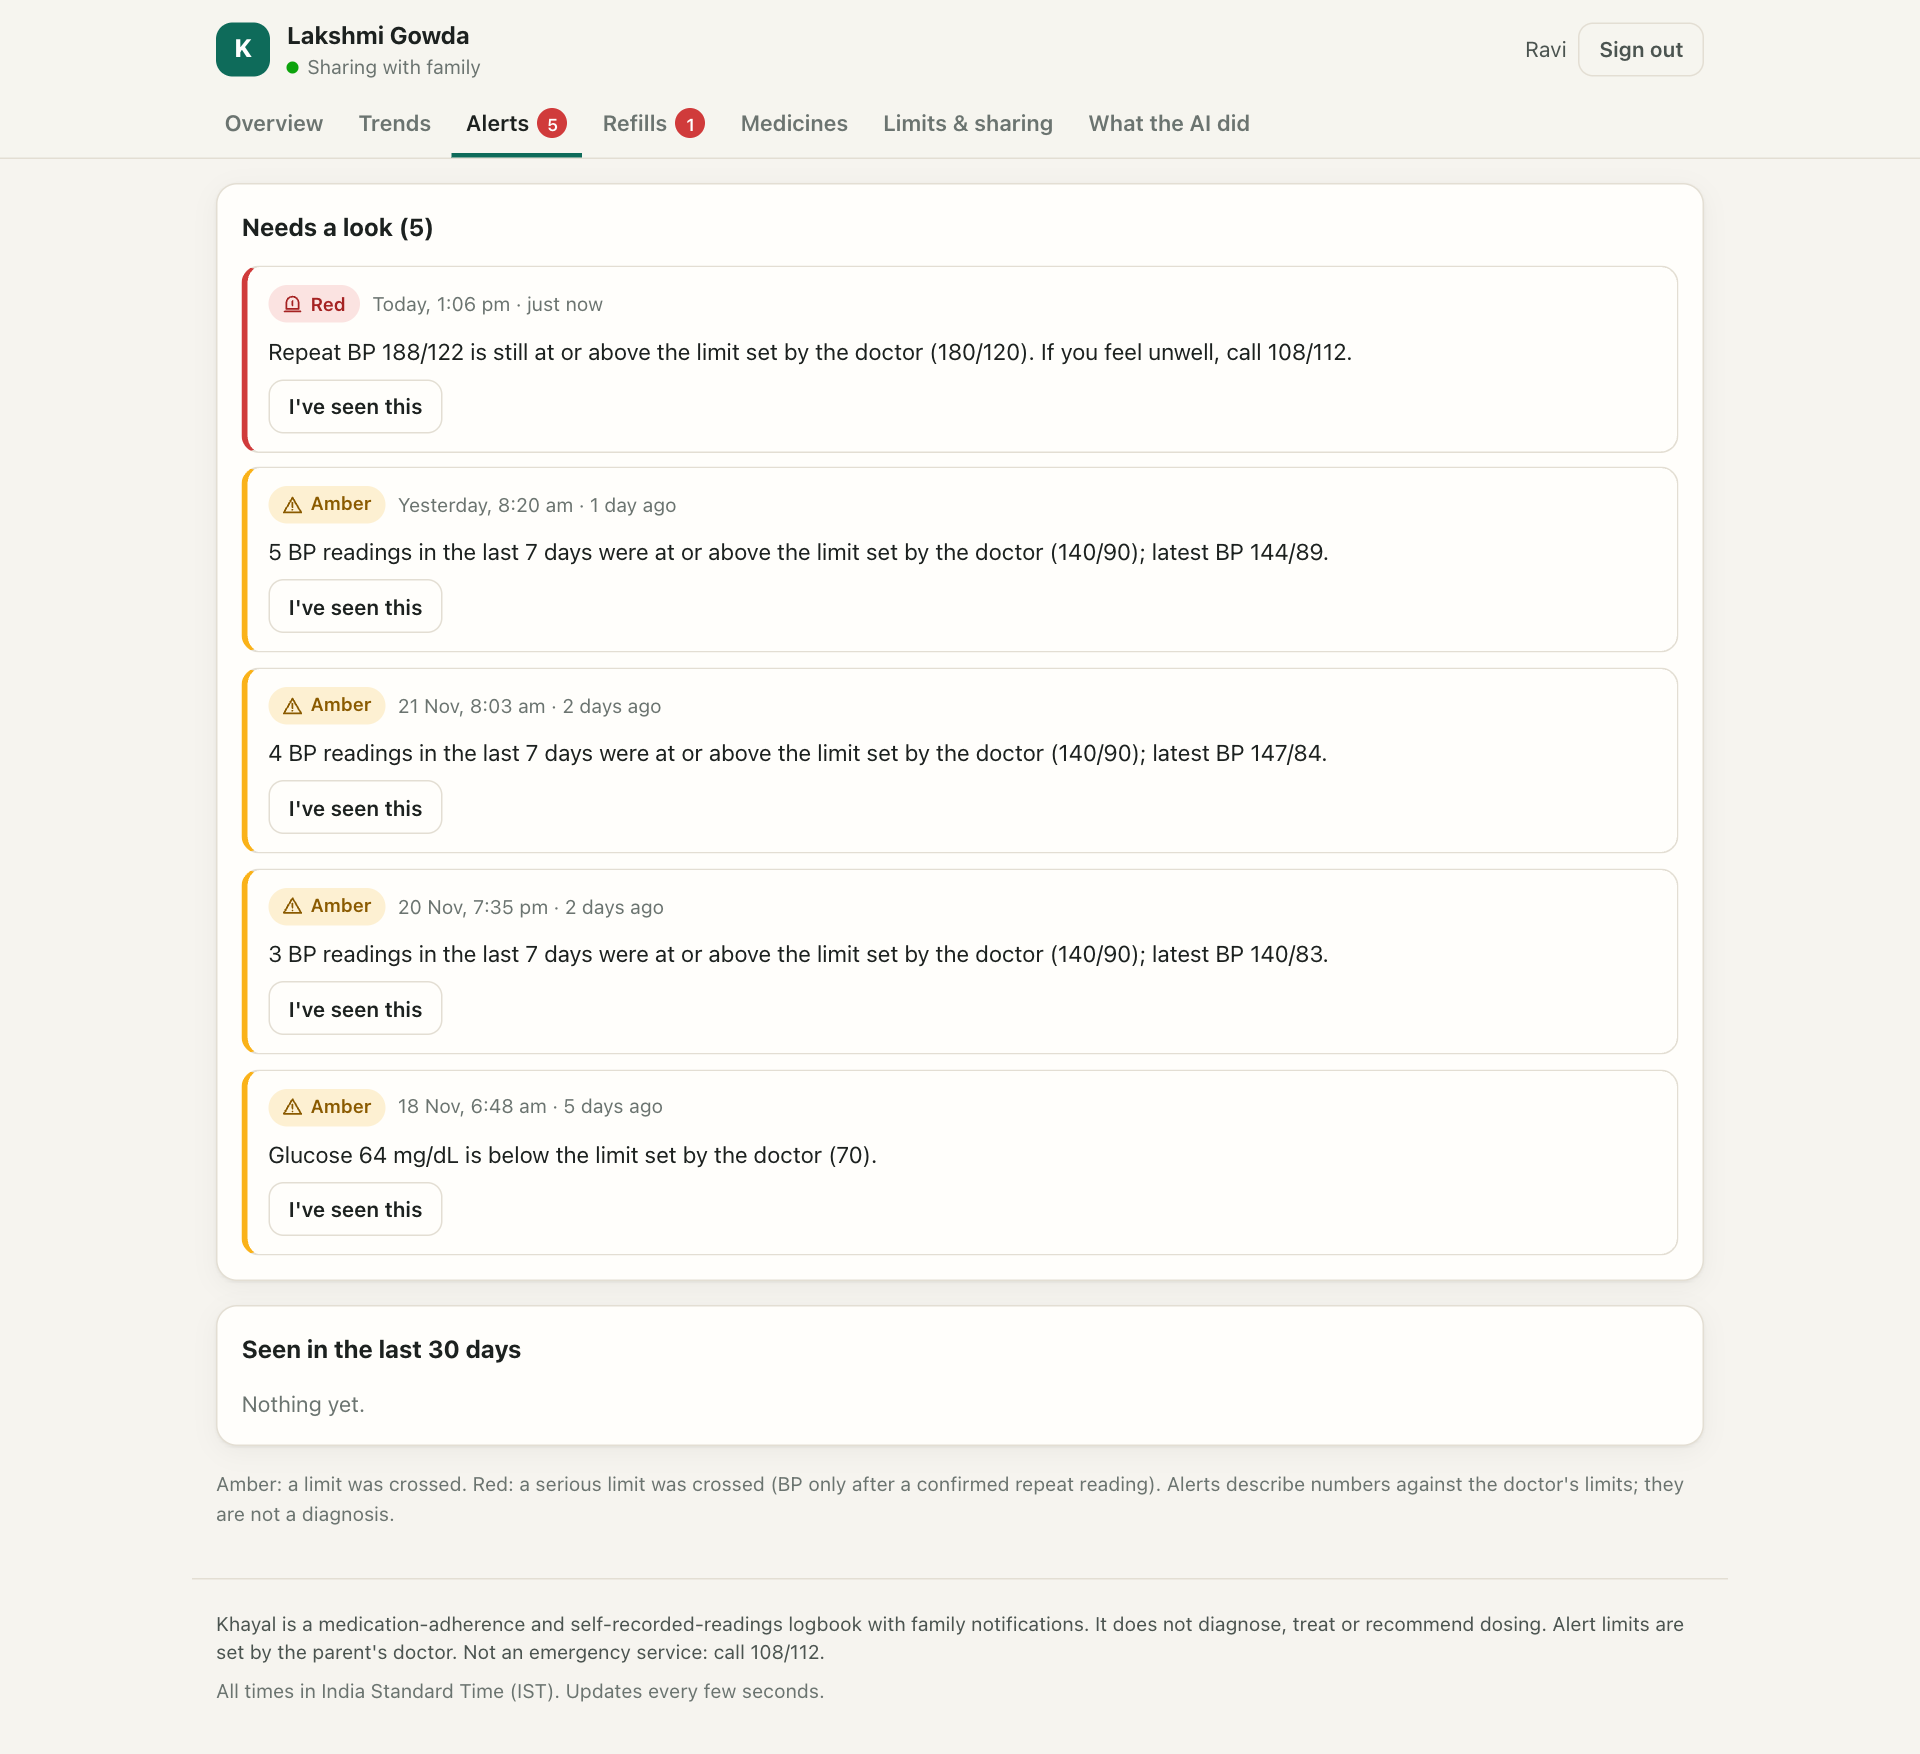 K
Lakshmi Gowda
Sharing with family
Ravi
Sign out
Overview
Trends
Alerts 5
Refills 1
Medicines
Limits & sharing
What the AI did
Needs a look (5)
Red
Today, 1:06 pm · just now
Repeat BP 188/122 is still at or above the limit set by the doctor (180/120). If you feel unwell, call 108/112.
I've seen this
Amber
Yesterday, 8:20 am · 1 day ago
5 BP readings in the last 7 days were at or above the limit set by the doctor (140/90); latest BP 144/89.
I've seen this
Amber
21 Nov, 8:03 am · 2 days ago
4 BP readings in the last 7 days were at or above the limit set by the doctor (140/90); latest BP 147/84.
I've seen this
Amber
20 Nov, 7:35 pm · 2 days ago
3 BP readings in the last 7 days were at or above the limit set by the doctor (140/90); latest BP 140/83.
I've seen this
Amber
18 Nov, 6:48 am · 5 days ago
Glucose 64 mg/dL is below the limit set by the doctor (70).
I've seen this
Seen in the last 30 days
Nothing yet.
Amber: a limit was crossed. Red: a serious limit was crossed (BP only after a confirmed repeat reading). Alerts describe numbers against the doctor's limits; they
are not a diagnosis.
Khayal is a medication-adherence and self-recorded-readings logbook with family notifications. It does not diagnose, treat or recommend dosing. Alert limits are
set by the parent's doctor. Not an emergency service: call 108/112.
All times in India Standard Time (IST). Updates every few seconds.